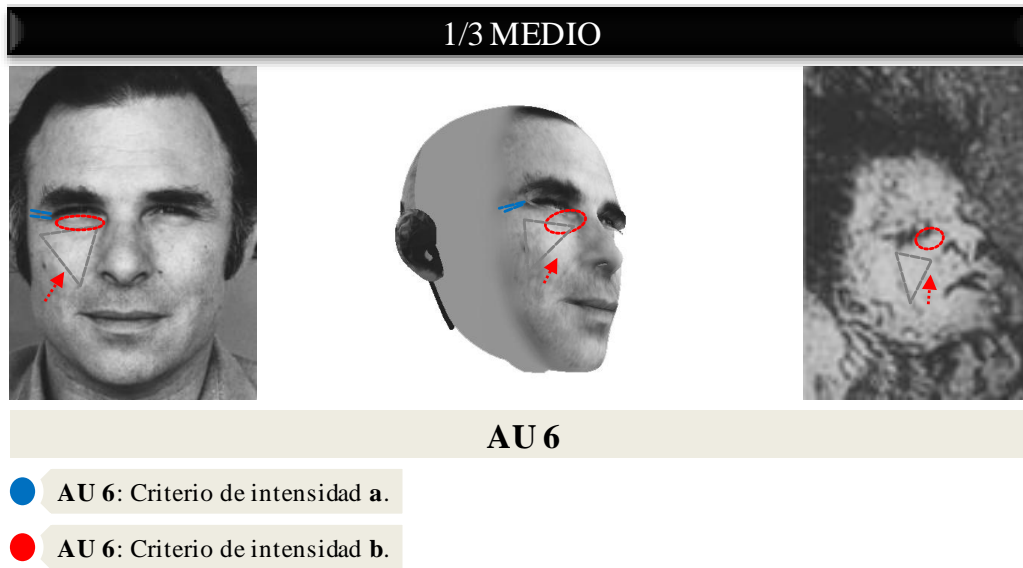 1/3 MEDIO
AU 6
AU 6: Criterio de intensidad a.
AU 6: Criterio de intensidad b.